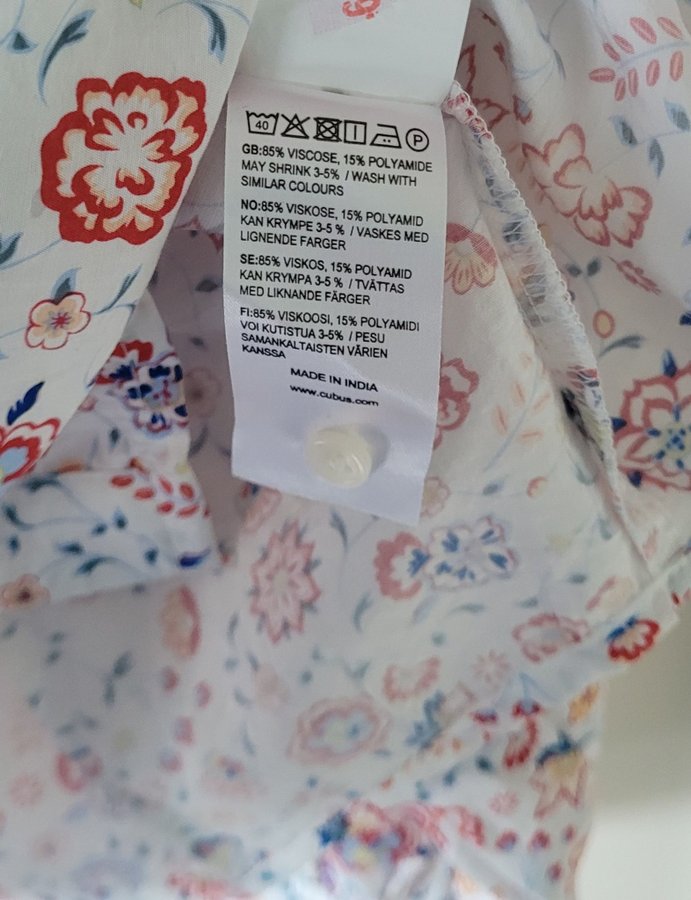 40 P
GB:85% VISCOSE, 15% POLYAMIDE
MAY SHRINK 3-5% / WASH WITH
SIMILAR COLOURS
NO:85% VISKOSE, 15% POLYAMID
KAN KRYMPE 3-5 % / VASKES MED
LIGNENDE FARGER
SE:85% VISKOS, 15% POLYAMID
KAN KRYMPA 3-5 % / TVÄTTAS
MED LIKNANDE FÄRGER
FI:85% VISKOOSI, 15% POLYAMIDI
VOI KUTISTUA 3-5% / PESU
SAMANKALTAISTEN VÄRIEN
KANSSA
MADE IN INDIA
www.cubus.com